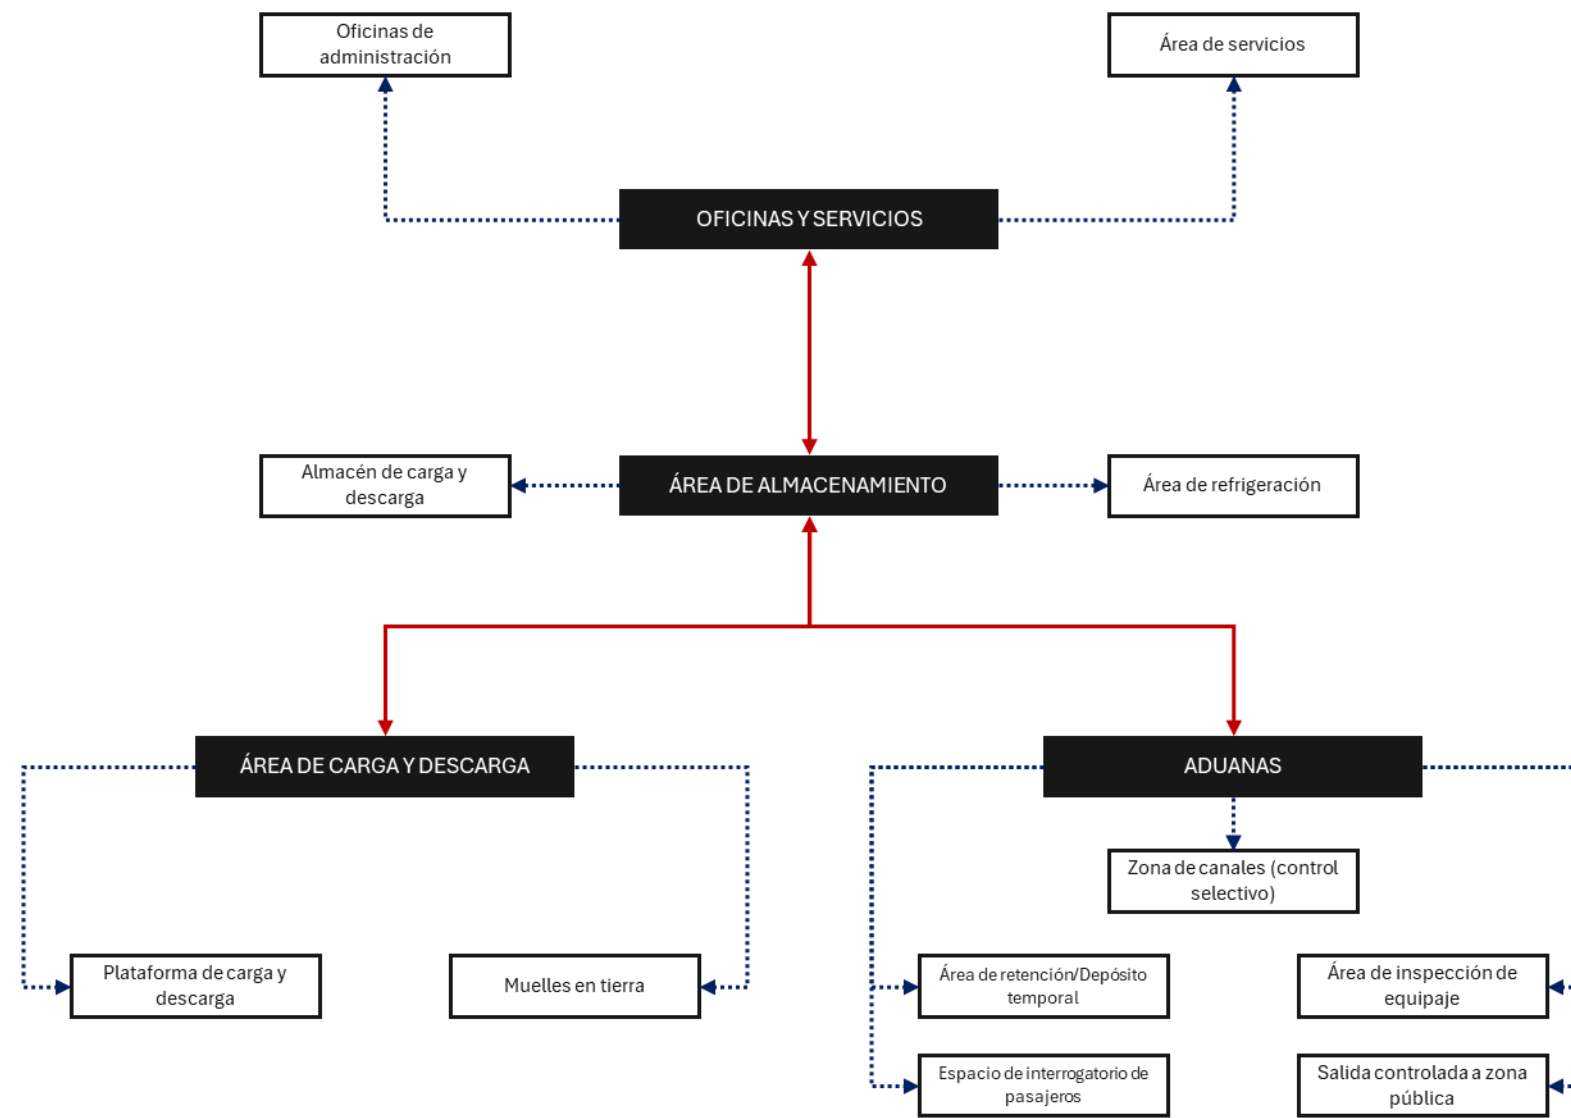 Oficinas de
administración
Área de servicios
OFICINAS Y SERVICIOS
Almacén de carga y
descarga
ÁREA DE ALMACENAMIENTO
Área de refrigeración
ÁREA DE CARGA Y DESCARGA
ADUANAS
Zona de canales (control
selectivo)
Plataforma de carga y
descarga
Muelles en tierra
Área de retención/Depósito
temporal
Área de inspección de
equipaje
Espacio de interrogatorio de
pasajeros
Salida controlada a zona
pública